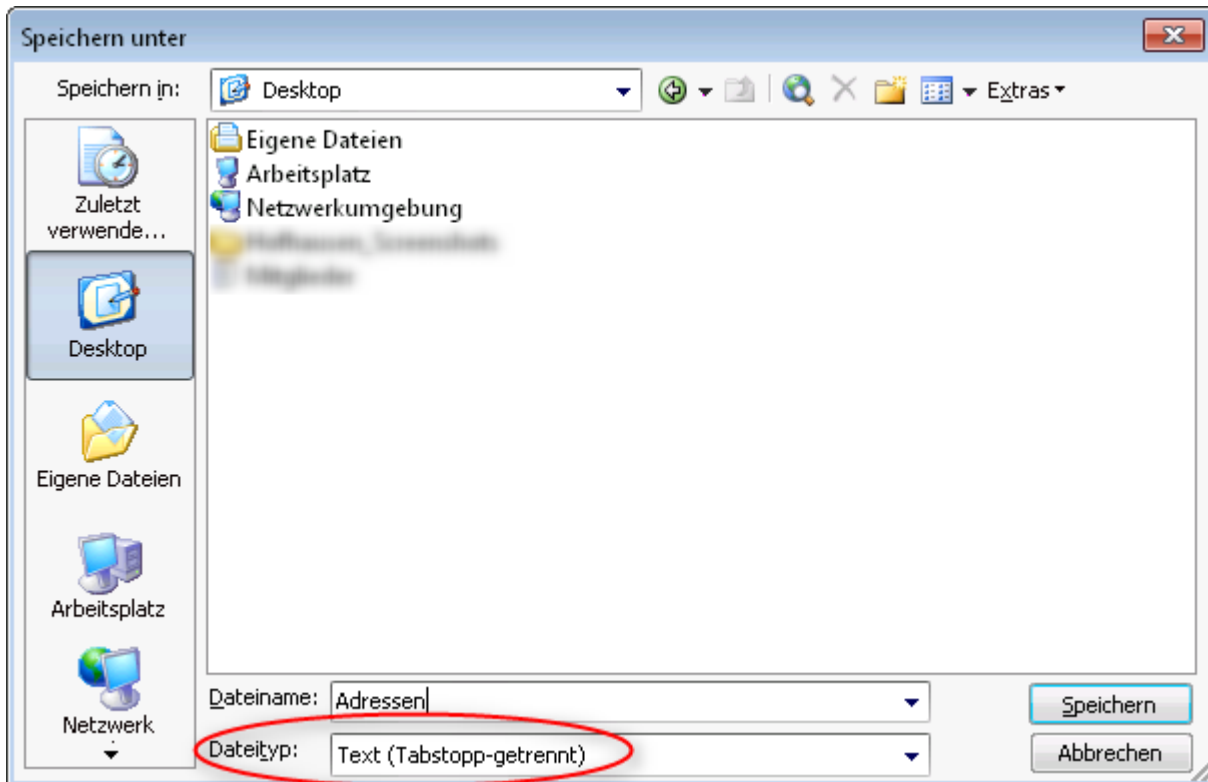 Speichern unter
Speichern in:
Desktop
Extras
Zuletzt
verwende...
Desktop
Eigene Dateien
Arbeitsplatz
Netzwerk
Eigene Dateien
Arbeitsplatz
Netzwerkumgebung
Dateiname:
Adressen
Speichern
Dateityp:
Text (Tabstopp-getrennt)
Abbrechen